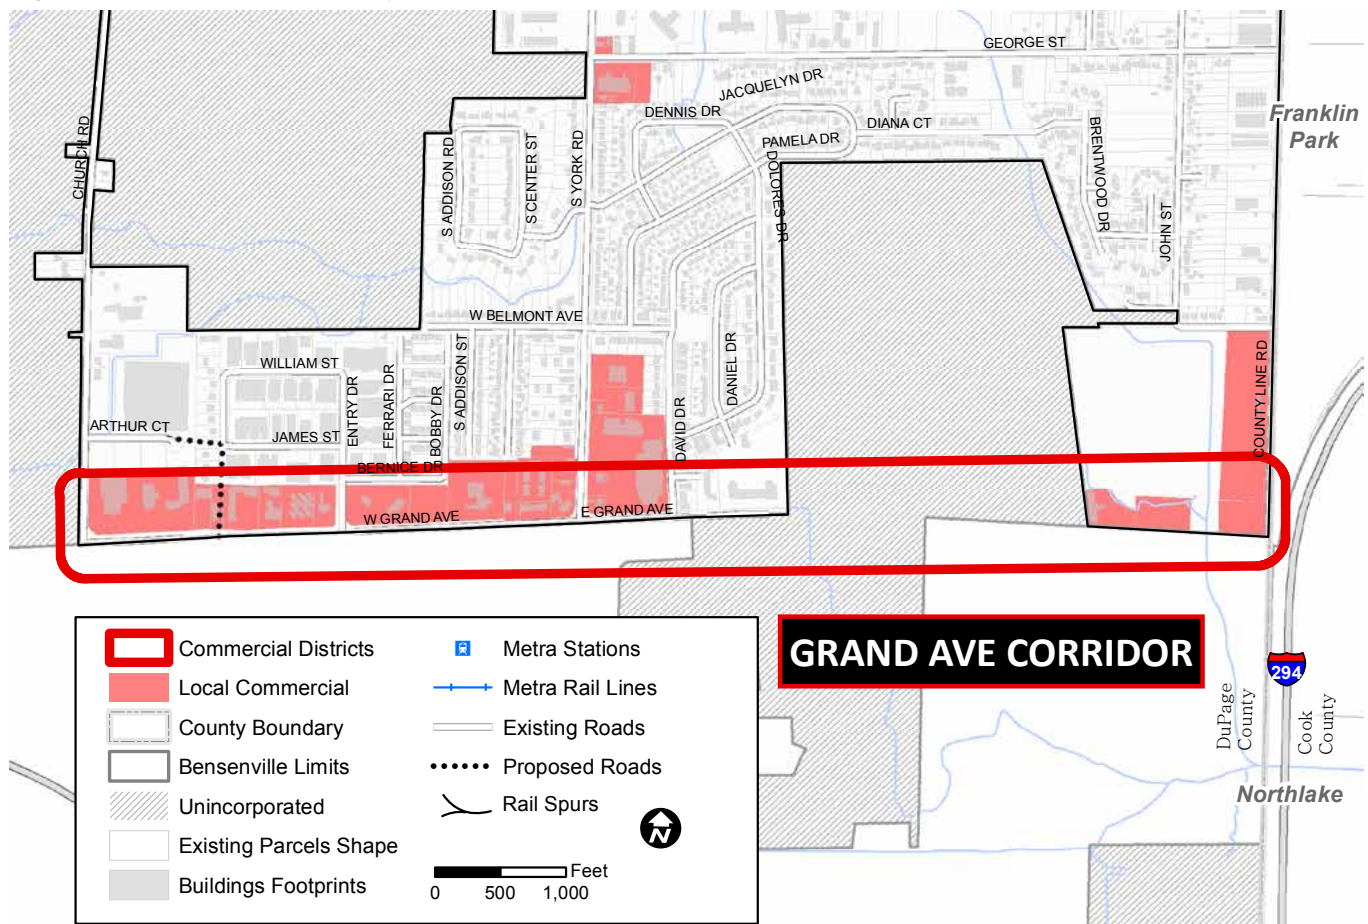 GEORGE ST
JACQUELYN DR
DENNIS DR
DIANA CT
PAMELA DR
Franklin
Park
CHURCH RD
S ADDISON RD
S CENTER ST
S YORK RD
DOLORES DR
BRENTWOOD DR
JOHN ST
W BELMONT AVE
WILLIAM ST
ENTRY DR
FERRARI DR
BOBBY DR
S ADDISON ST
DAVID DR
DANIEL DR
COUNTY LINE RD
ARTHUR CT
JAMES ST
BERNICE DR
W GRAND AVE
E GRAND AVE
GRAND AVE CORRIDOR
294
DuPage
County
Cook
County
Northlake
Commercial Districts
Local Commercial
County Boundary
Bensenville Limits
Unincorporated
Existing Parcels Shape
Buildings Footprints
Metra Stations
Metra Rail Lines
Existing Roads
Proposed Roads
Rail Spurs
N
Feet
0 500 1,000